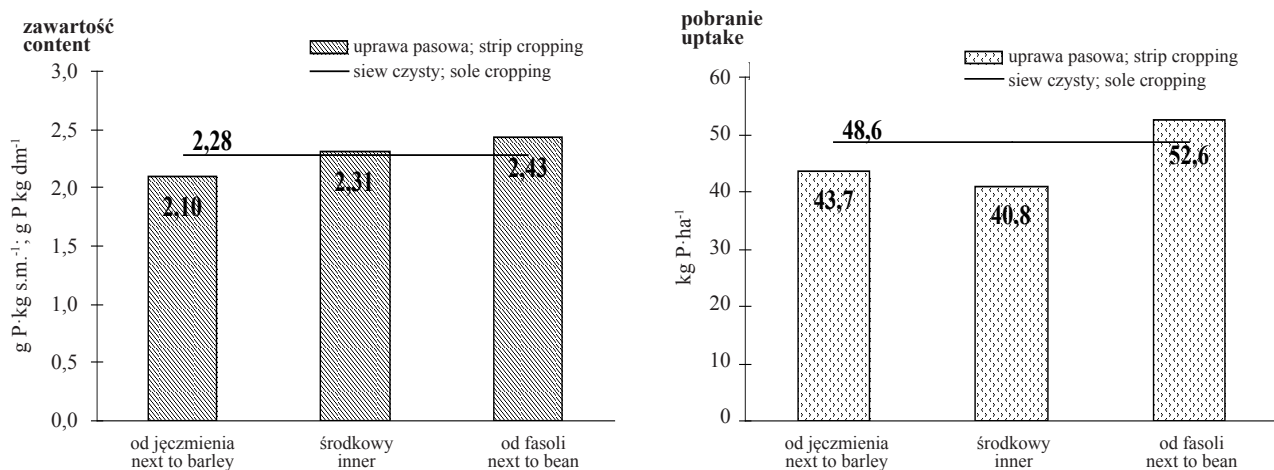 zawartość
content
uprawa pasowa; strip cropping
siew czysty; sole cropping
3,0
2,5
2,0
1,5
1,0
0,5
0,0
g P·kg s.m.⁻¹; g P kg dm⁻¹
2,28
2,10
2,31
2,43
od jęczmienia
next to barley
środkowy
inner
od fasoli
next to bean
pobranie
uptake
uprawa pasowa; strip cropping
siew czysty; sole cropping
60
50
40
30
20
10
0
kg P·ha⁻¹
48,6
43,7
40,8
52,6
od jęczmienia
next to barley
środkowy
inner
od fasoli
next to bean